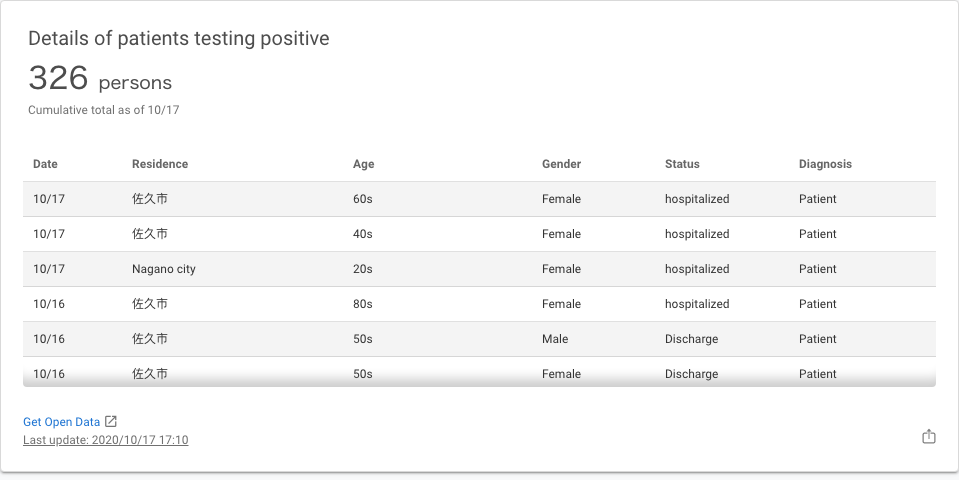 Details of patients testing positive
326 persons
Cumulative total as of 10/17
Date Residence Age Gender Status Diagnosis
10/17 佐久市 60s Female hospitalized Patient
10/17 佐久市 40s Female hospitalized Patient
10/17 Nagano city 20s Female hospitalized Patient
10/16 佐久市 80s Female hospitalized Patient
10/16 佐久市 50s Male Discharge Patient
10/16 佐久市 50s Female Discharge Patient
Get Open Data
Last update: 2020/10/17 17:10